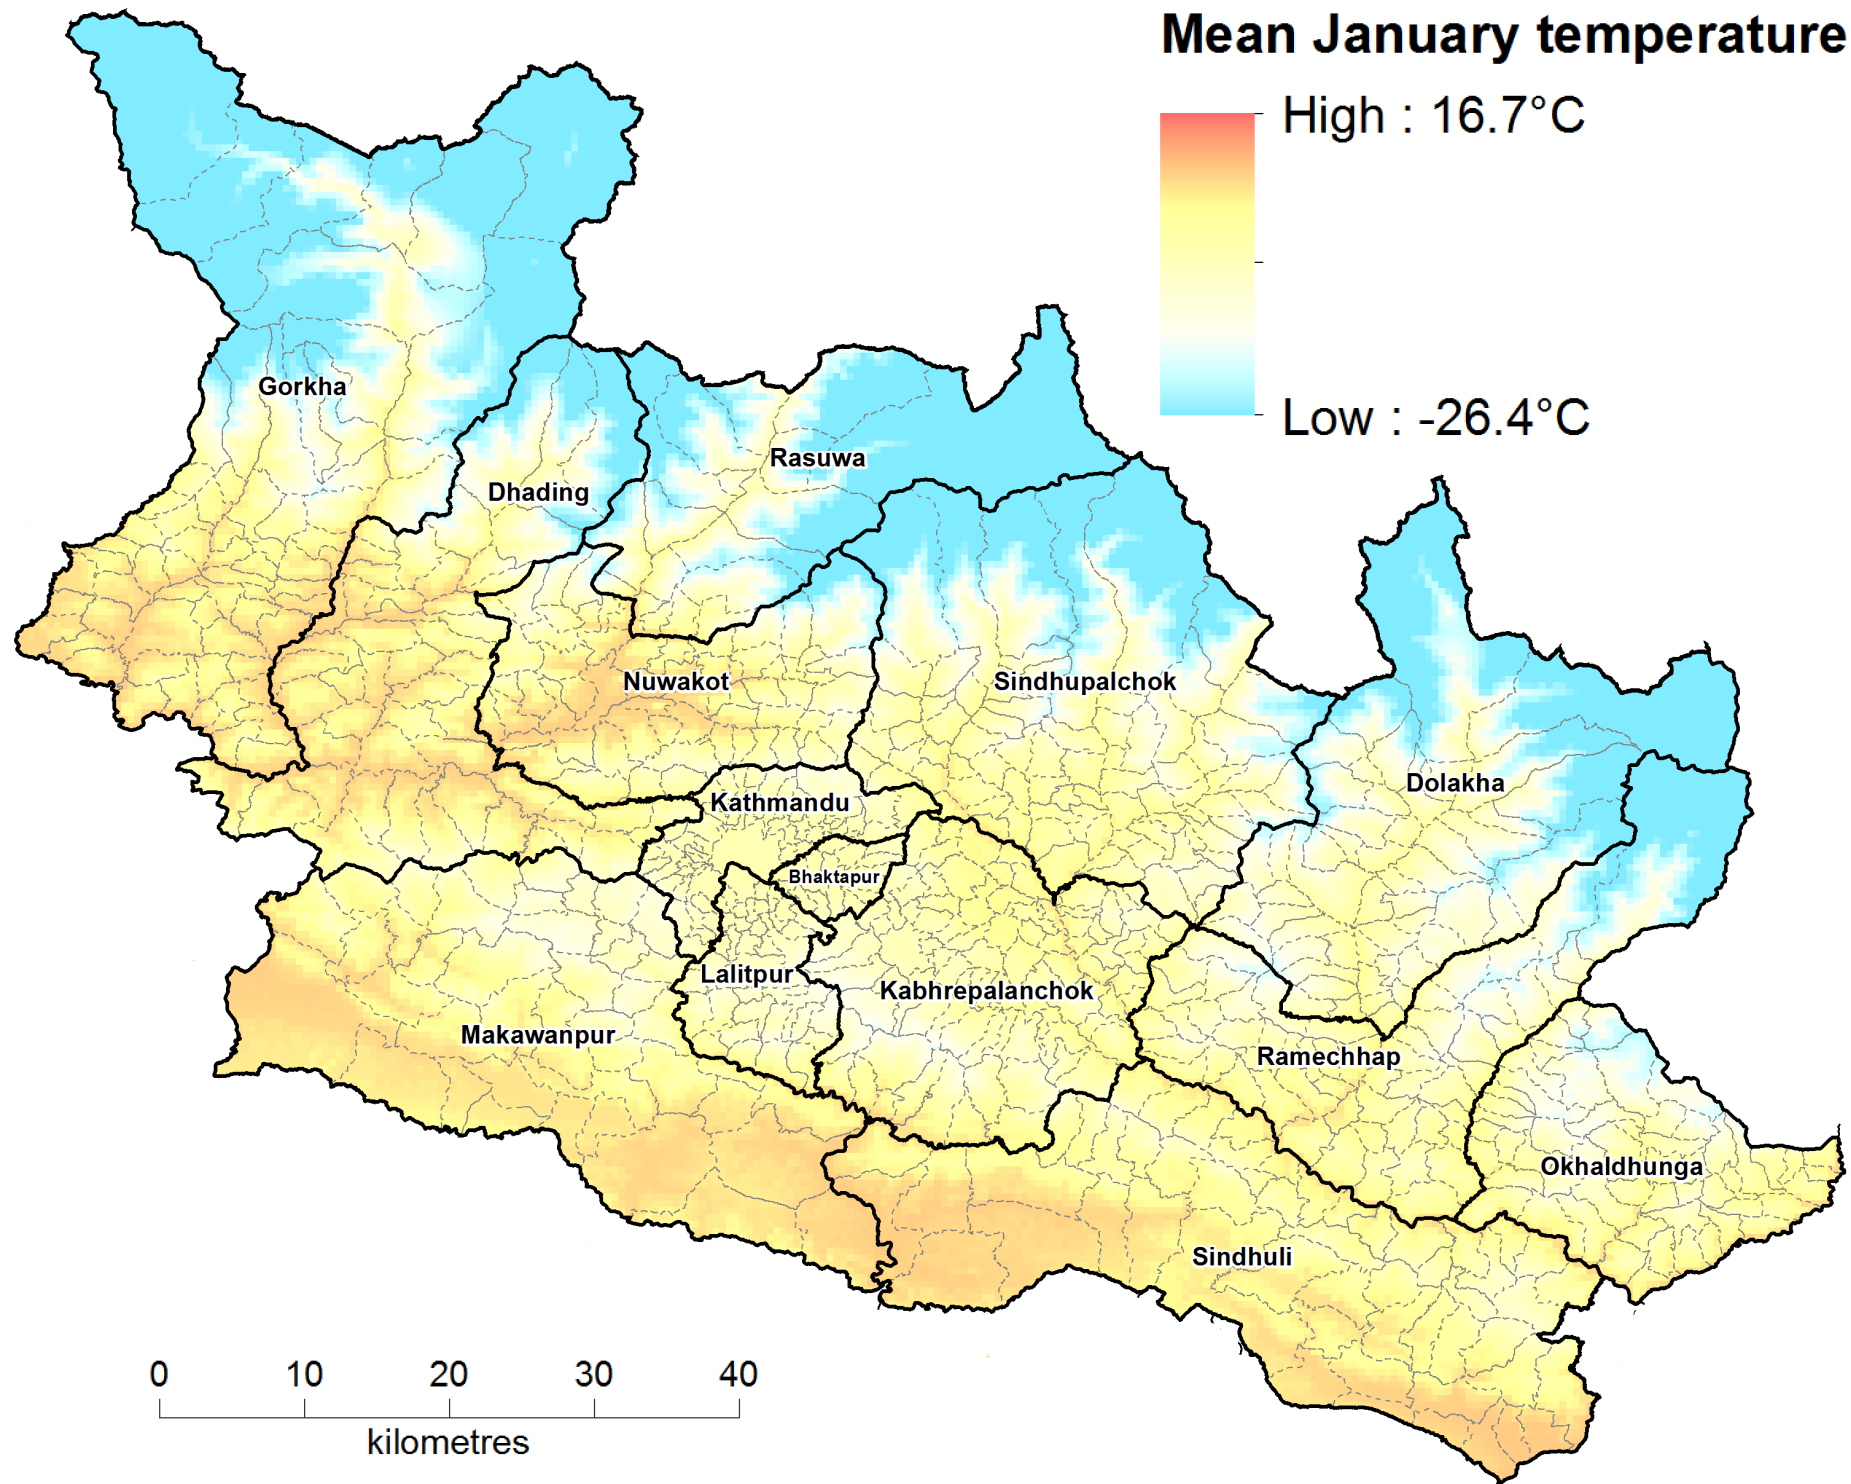 Mean January temperature
High : 16.7°C
Low : -26.4°C
Gorkha
Rasuwa
Dhading
Nuwakot
Sindhupalchok
Dolakha
Kathmandu
Bhaktapur
Lalitpur
Kabhrepalanchok
Makawanpur
Ramechhap
Okhaldhunga
Sindhuli
0 10 20 30 40
kilometres